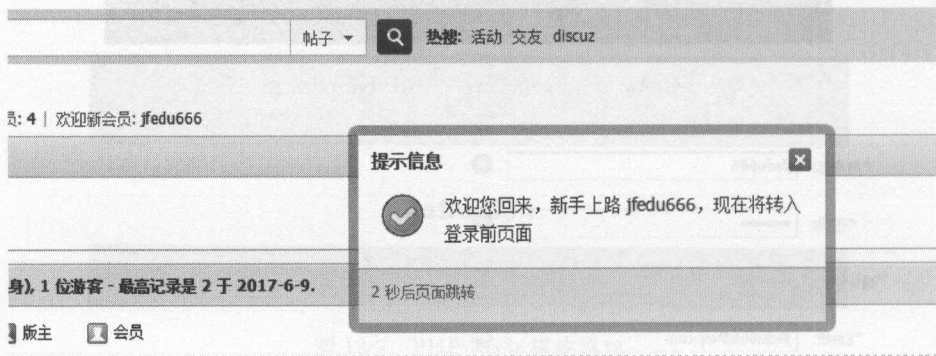 帖子 热搜: 活动 交友 discuz
员: 4 | 欢迎新会员: jfedu666
提示信息
欢迎您回来，新手上路 jfedu666，现在将转入
登录前页面
2 秒后页面跳转
身), 1 位游客 - 最高记录是 2 于 2017-6-9.
版主 会员